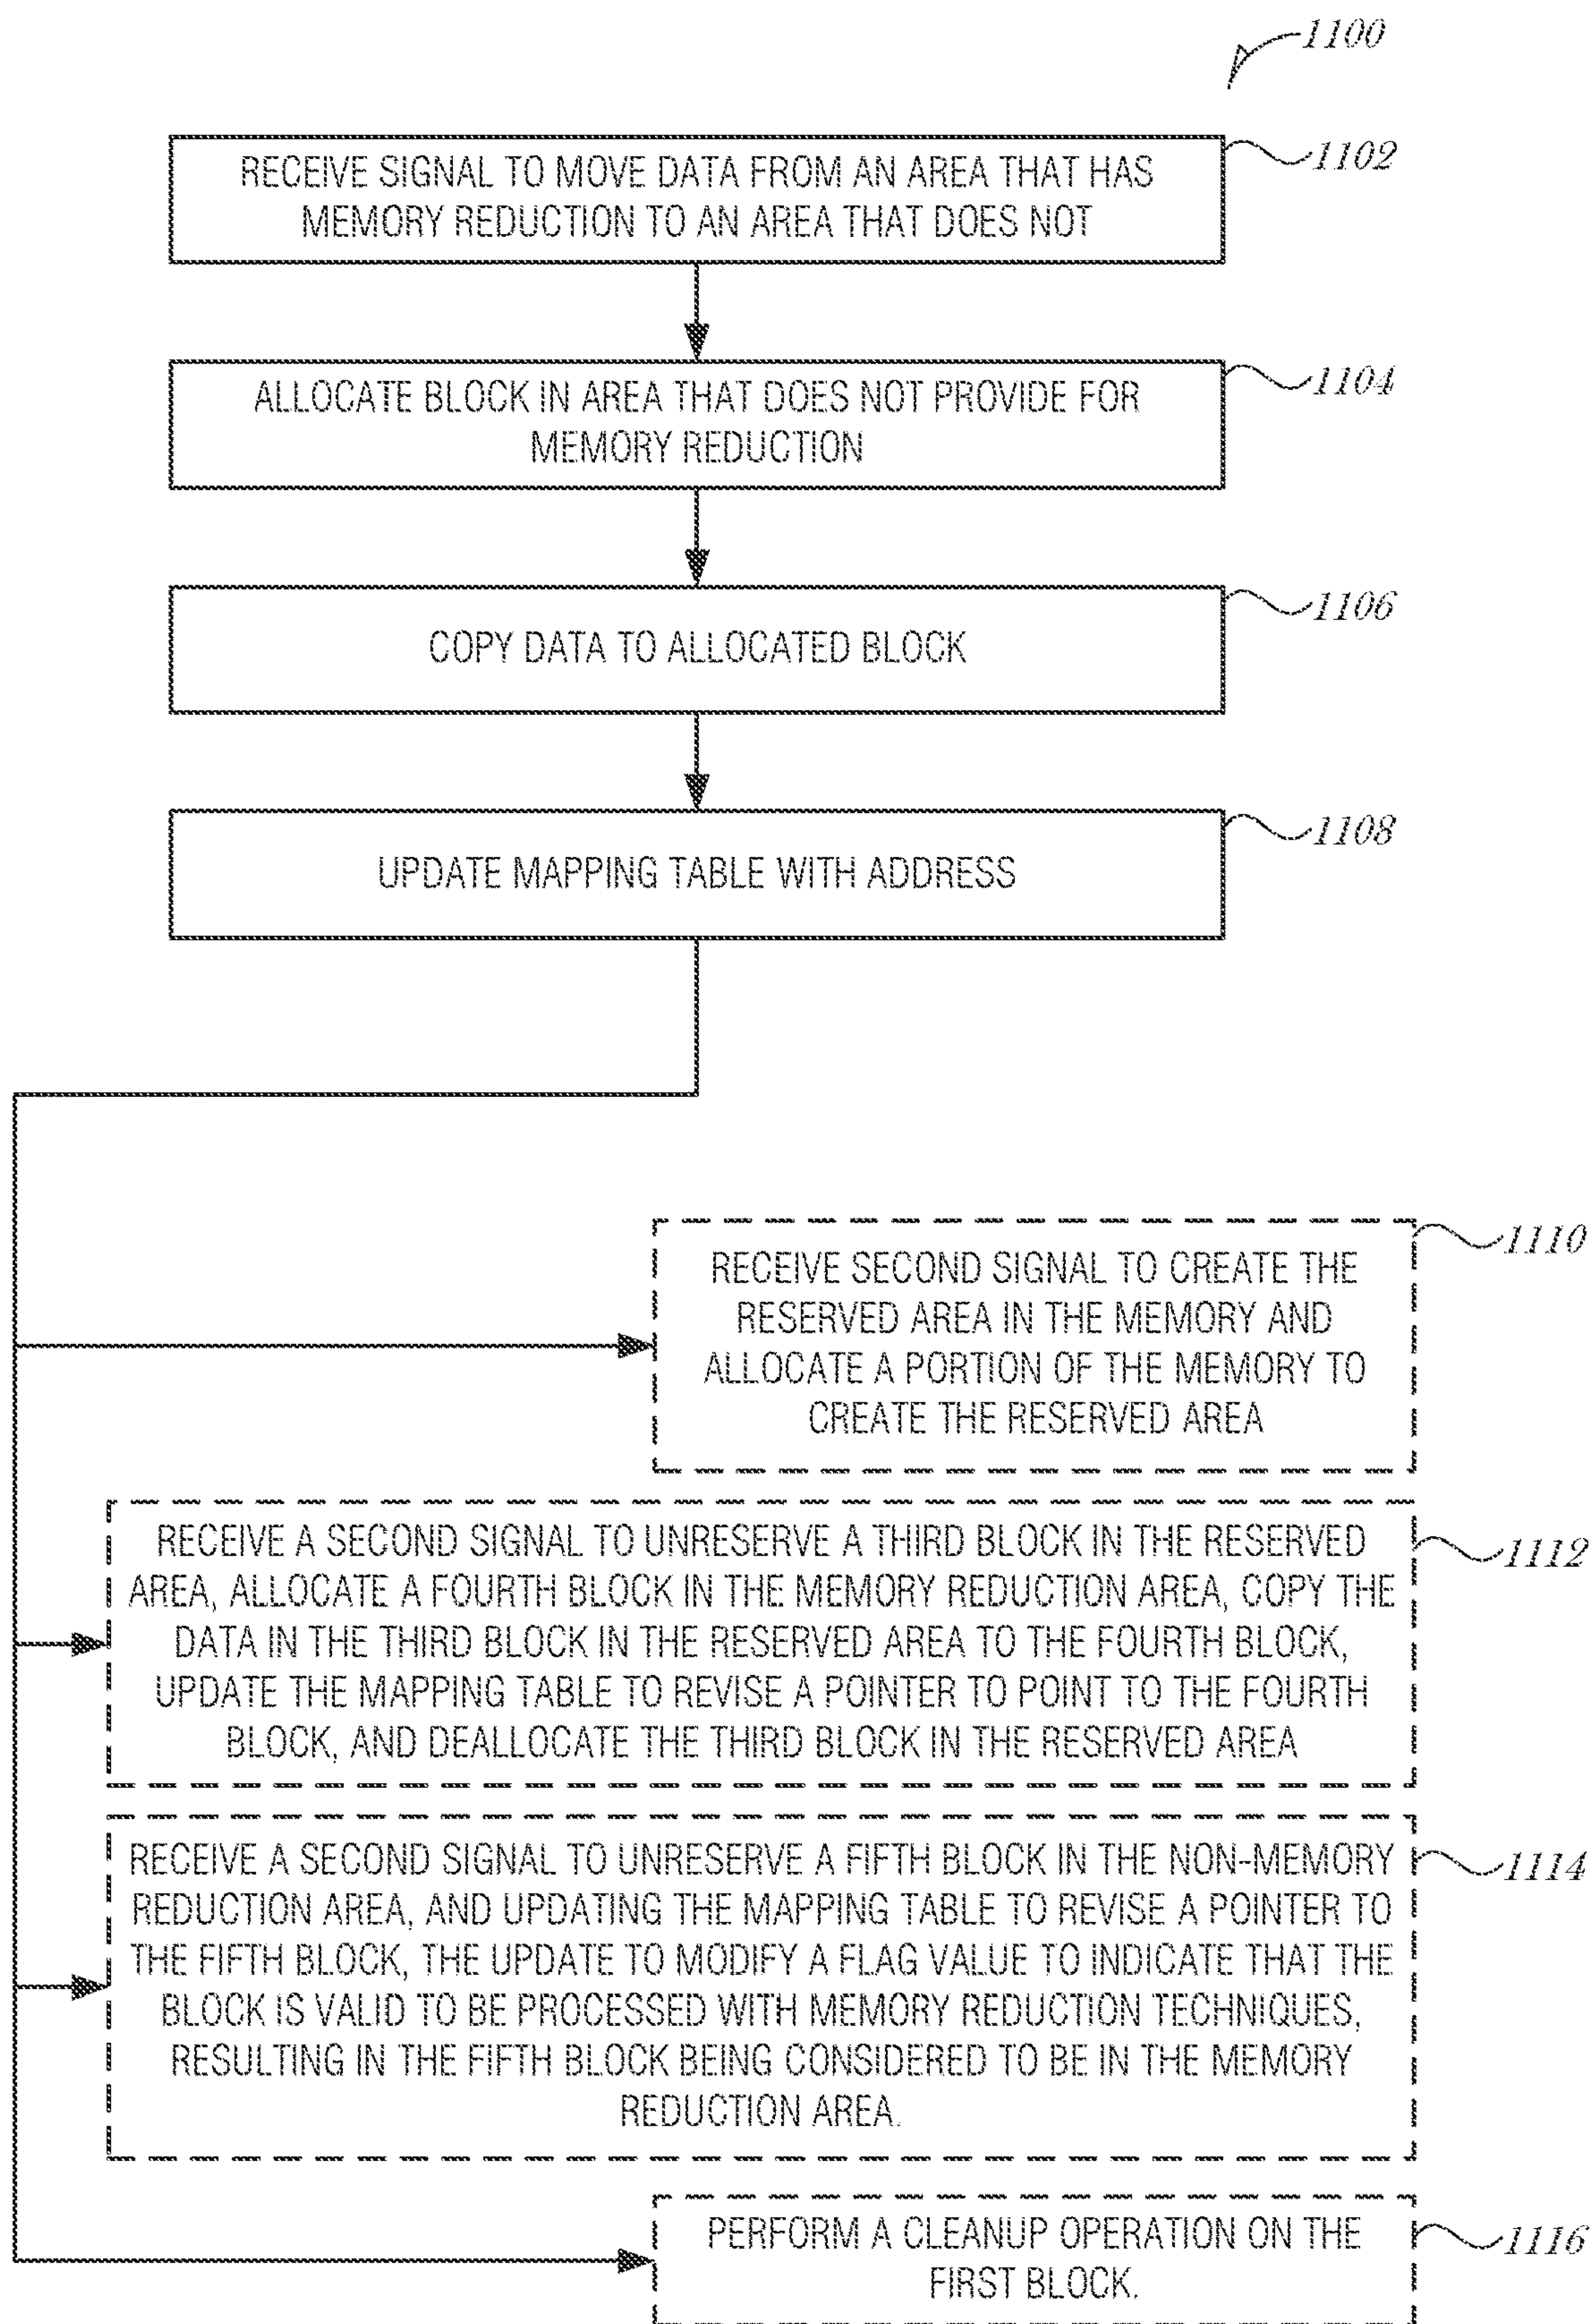 1100
RECEIVE SIGNAL TO MOVE DATA FROM AN AREA THAT HAS
MEMORY REDUCTION TO AN AREA THAT DOES NOT
1102
ALLOCATE BLOCK IN AREA THAT DOES NOT PROVIDE FOR
MEMORY REDUCTION
1104
COPY DATA TO ALLOCATED BLOCK
1106
UPDATE MAPPING TABLE WITH ADDRESS
1108
RECEIVE SECOND SIGNAL TO CREATE THE
RESERVED AREA IN THE MEMORY AND
ALLOCATE A PORTION OF THE MEMORY TO
CREATE THE RESERVED AREA
1110
RECEIVE A SECOND SIGNAL TO UNRESERVE A THIRD BLOCK IN THE RESERVED
AREA, ALLOCATE A FOURTH BLOCK IN THE MEMORY REDUCTION AREA, COPY THE
DATA IN THE THIRD BLOCK IN THE RESERVED AREA TO THE FOURTH BLOCK,
UPDATE THE MAPPING TABLE TO REVISE A POINTER TO POINT TO THE FOURTH
BLOCK, AND DEALLOCATE THE THIRD BLOCK IN THE RESERVED AREA
1112
RECEIVE A SECOND SIGNAL TO UNRESERVE A FIFTH BLOCK IN THE NON-MEMORY
REDUCTION AREA, AND UPDATING THE MAPPING TABLE TO REVISE A POINTER TO
THE FIFTH BLOCK, THE UPDATE TO MODIFY A FLAG VALUE TO INDICATE THAT THE
BLOCK IS VALID TO BE PROCESSED WITH MEMORY REDUCTION TECHNIQUES,
RESULTING IN THE FIFTH BLOCK BEING CONSIDERED TO BE IN THE MEMORY
REDUCTION AREA.
1114
PERFORM A CLEANUP OPERATION ON THE
FIRST BLOCK.
1116